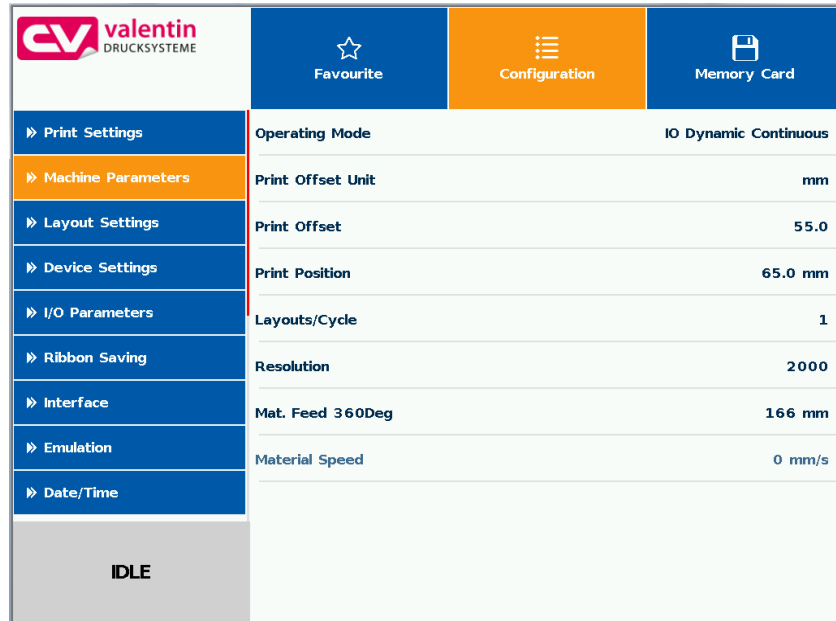 valentin
DRUCKSYSTEME
Favourite
Configuration
Memory Card
Print Settings
Machine Parameters
Layout Settings
Device Settings
I/O Parameters
Ribbon Saving
Interface
Emulation
Date/Time
IDLE
Operating Mode IO Dynamic Continuous
Print Offset Unit mm
Print Offset 55.0
Print Position 65.0 mm
Layouts/Cycle 1
Resolution 2000
Mat. Feed 360Deg 166 mm
Material Speed 0 mm/s